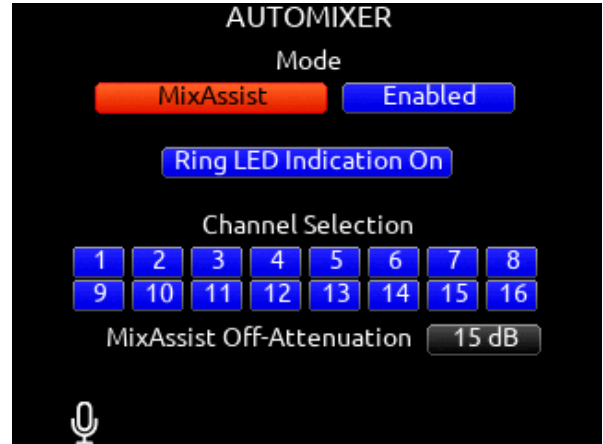 AUTOMIXER
Mode
MixAssist Enabled
Ring LED Indication On
Channel Selection
1 2 3 4 5 6 7 8
9 10 11 12 13 14 15 16
MixAssist Off-Attenuation 15 dB